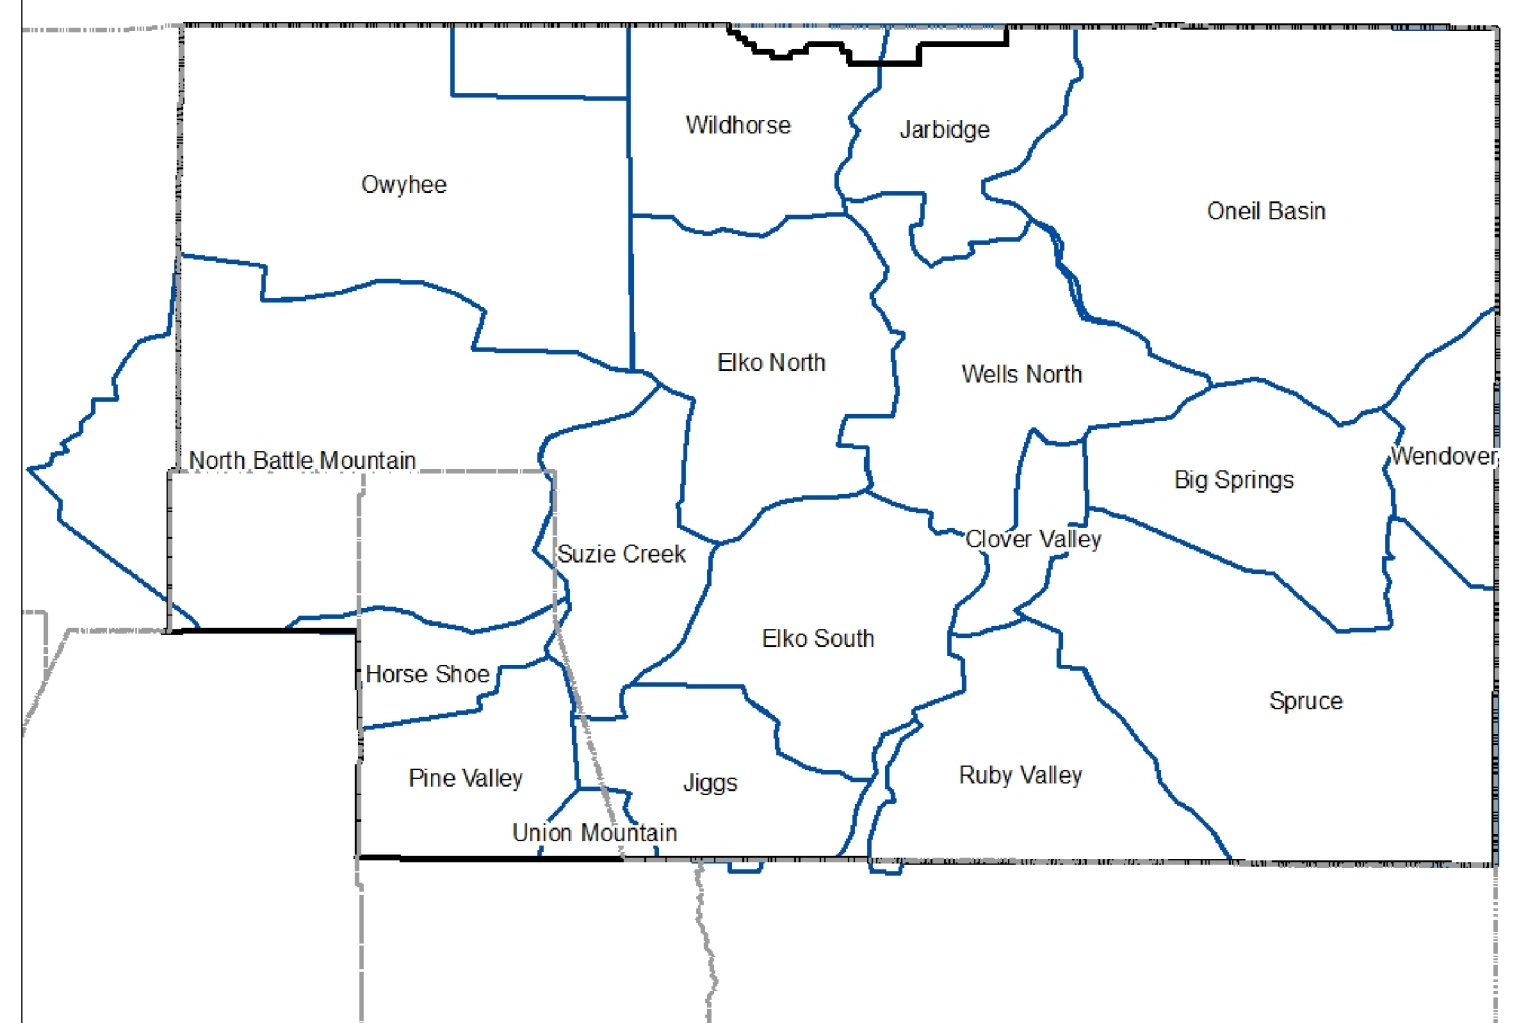 Wildhorse
Jarbidge
Owyhee
Oneil Basin
Elko North
Wells North
North Battle Mountain
Wendover
Big Springs
Clover Valley
Suzie Creek
Elko South
Horse Shoe
Spruce
Pine Valley
Jiggs
Ruby Valley
Union Mountain